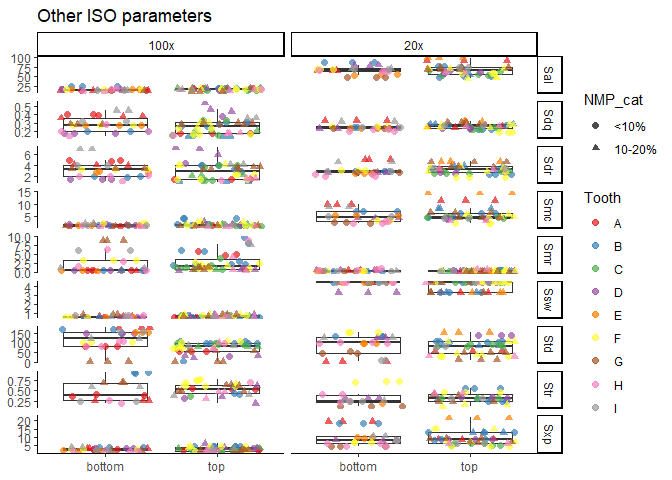 Other ISO parameters
100x 20x
100
75
50
25
Sal
0.5
0.4
0.3
0.2
Sdq
6
4
2
Sdr
15
10
5
Smc
10.0
7.5
5.0
2.5
0.0
Smr
4
3
2
1
Ssw
150
100
50
0
Std
0.75
0.50
0.25
Str
20
15
10
5
Sxp
bottom top bottom top
NMP_cat
<10%
10-20%
Tooth
A
B
C
D
E
F
G
H
I